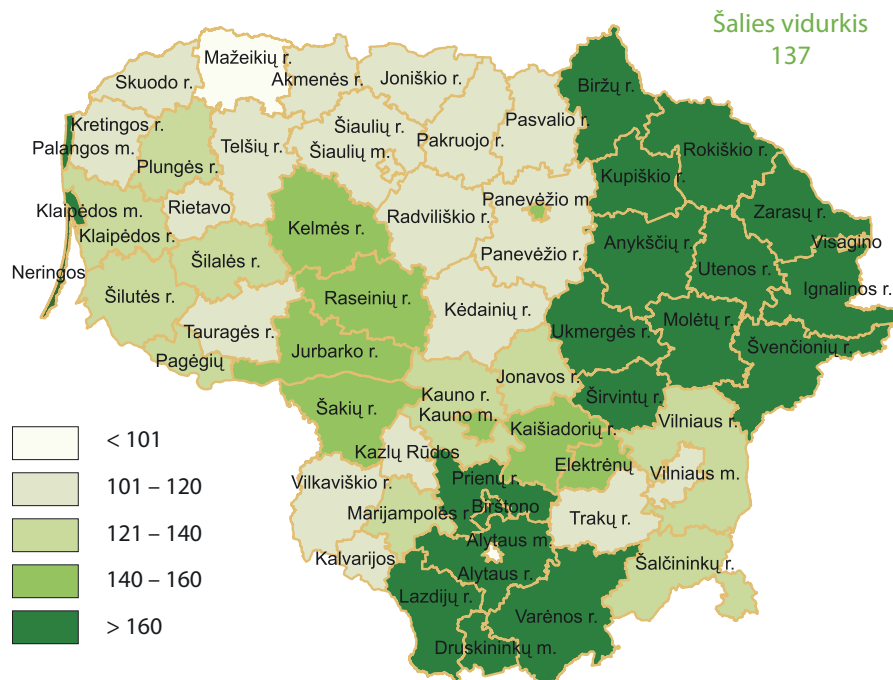 Šalies vidurkis
137
Mažeikių r.
Skuodo r.
Akmenės r.
Joniškio r.
Biržų r.
Pasvalio r.
Kretingos r.
Palangos m.
Plungės r.
Telšių r.
Šiaulių r.
Šiaulių m.
Pakruojo r.
Rokiškio r.
Kupiškio r.
Klaipėdos m.
Klaipėdos r.
Rietavo
Kelmės r.
Radviliškio r.
Panevėžio m.
Panevėžio r.
Anykščių r.
Zarasų r.
Visagino
Utenos r.
Ignalinos r.
Neringos
Šilutės r.
Šilalės r.
Raseinių r.
Kėdainių r.
Tauragės r.
Ukmergės r.
Molėtų r.
Švenčionių r.
Pagėgių
Jurbarko r.
Jonavos r.
Širvintų r.
Šakių r.
Kauno r.
Kauno m.
Kaišiadorių r.
Vilniaus r.
Kazlų Rūdos
Elektrėnų
Vilniaus m.
Vilkaviškio r.
Prienų r.
Birštono
Marijampolės r.
Trakų r.
Kalvarijos
Alytaus m.
Alytaus r.
Šalčininkų r.
Lazdijų r.
Varėnos r.
Druskininkų m.
< 101
101 – 120
121 – 140
140 – 160
> 160